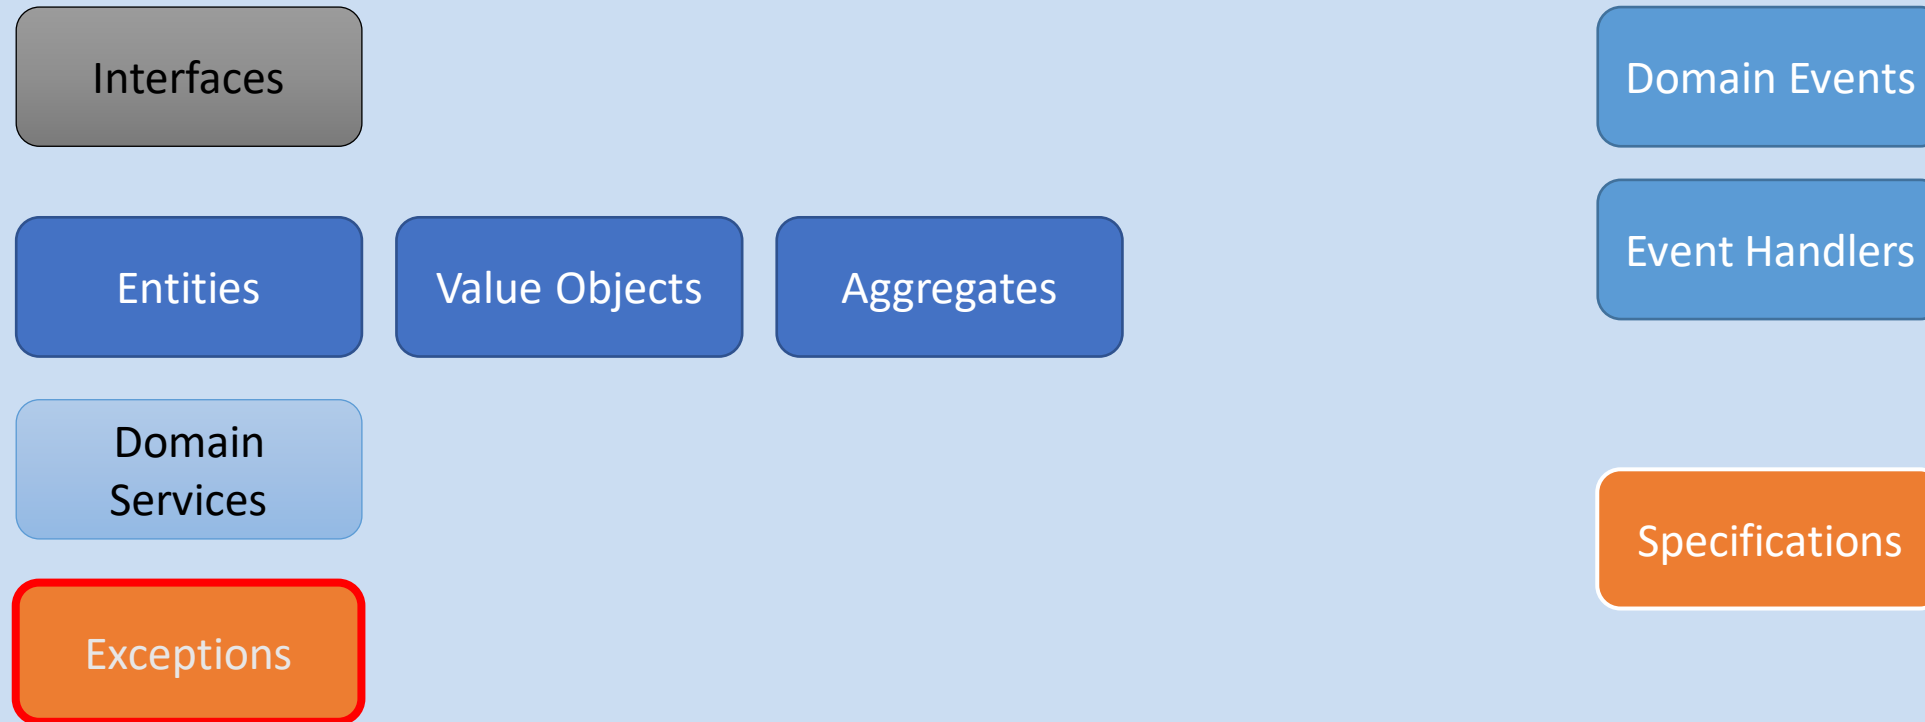 Interfaces
Domain Events
Entities
Value Objects
Aggregates
Event Handlers
Domain
Services
Specifications
Exceptions